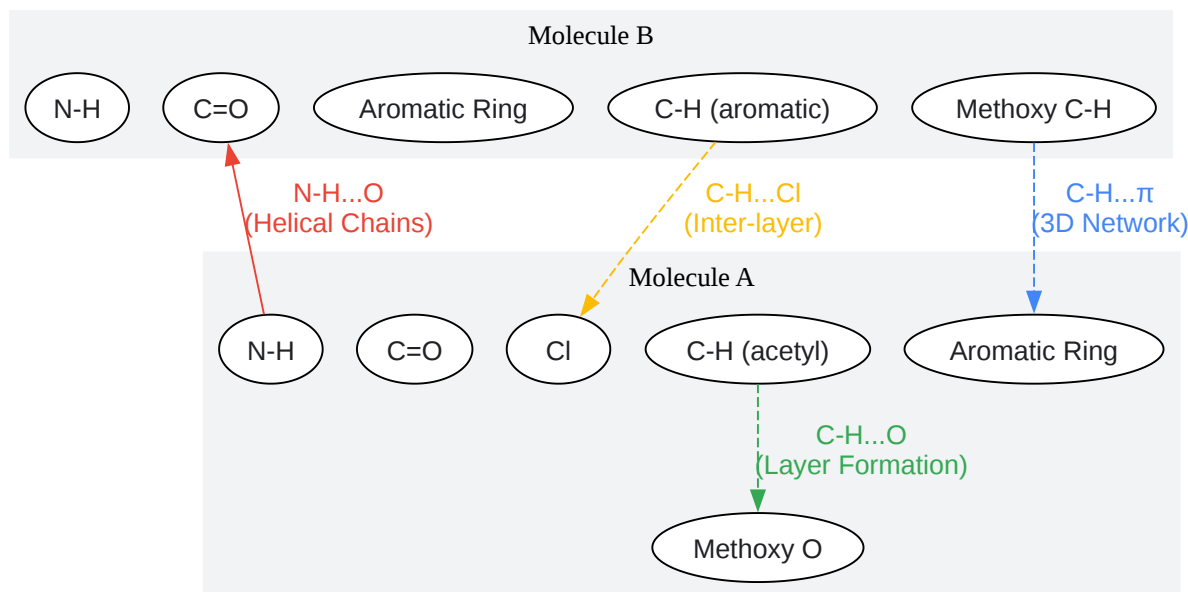 Molecule B
N-H
C=O
Aromatic Ring
C-H (aromatic)
Methoxy C-H
N-H...O
(Helical Chains)
C-H...Cl
(Inter-layer)
C-H...π
(3D Network)
Molecule A
N-H
C=O
Cl
C-H (acetyl)
Aromatic Ring
C-H...O
(Layer Formation)
Methoxy O